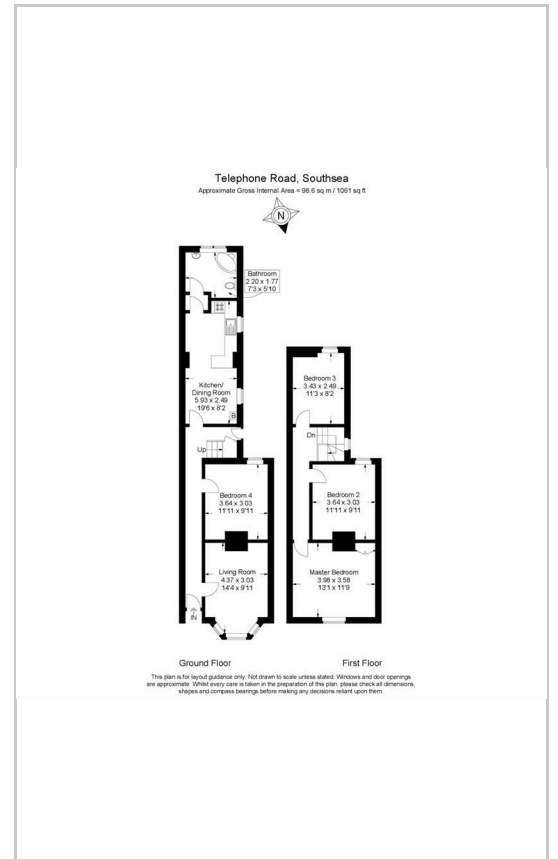 Telephone Road, Southsea
Approximate Gross Internal Area = 98.6 sq m / 1061 sq ft
N
Bathroom
2.20 x 1.77
7'3 x 5'10
Kitchen/
Dining Room
5.93 x 2.49
19'6 x 8'2
B
Up
Bedroom 4
3.64 x 3.03
11'11 x 9'11
Living Room
4.37 x 3.03
14'4 x 9'11
IN
Ground Floor
Bedroom 3
3.43 x 2.49
11'3 x 8'2
Dn
Bedroom 2
3.64 x 3.03
11'11 x 9'11
Master Bedroom
3.98 x 3.58
13'1 x 11'9
First Floor
This plan is for layout guidance only. Not drawn to scale unless stated. Windows and door openings
are approximate. Whilst every care is taken in the preparation of this plan, please check all dimensions,
shapes and compass bearings before making any decisions reliant upon them.